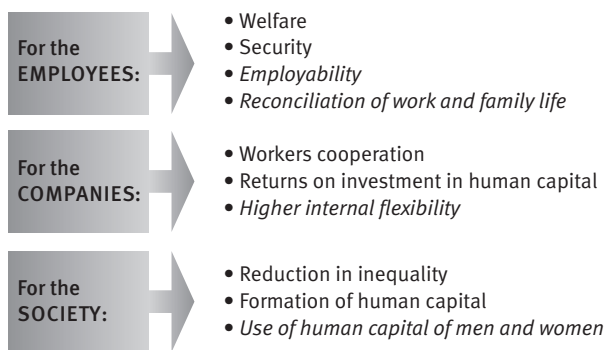 For the
EMPLOYEES:
• Welfare
• Security
• Employability
• Reconciliation of work and family life
For the
COMPANIES:
• Workers cooperation
• Returns on investment in human capital
• Higher internal flexibility
For the
SOCIETY:
• Reduction in inequality
• Formation of human capital
• Use of human capital of men and women